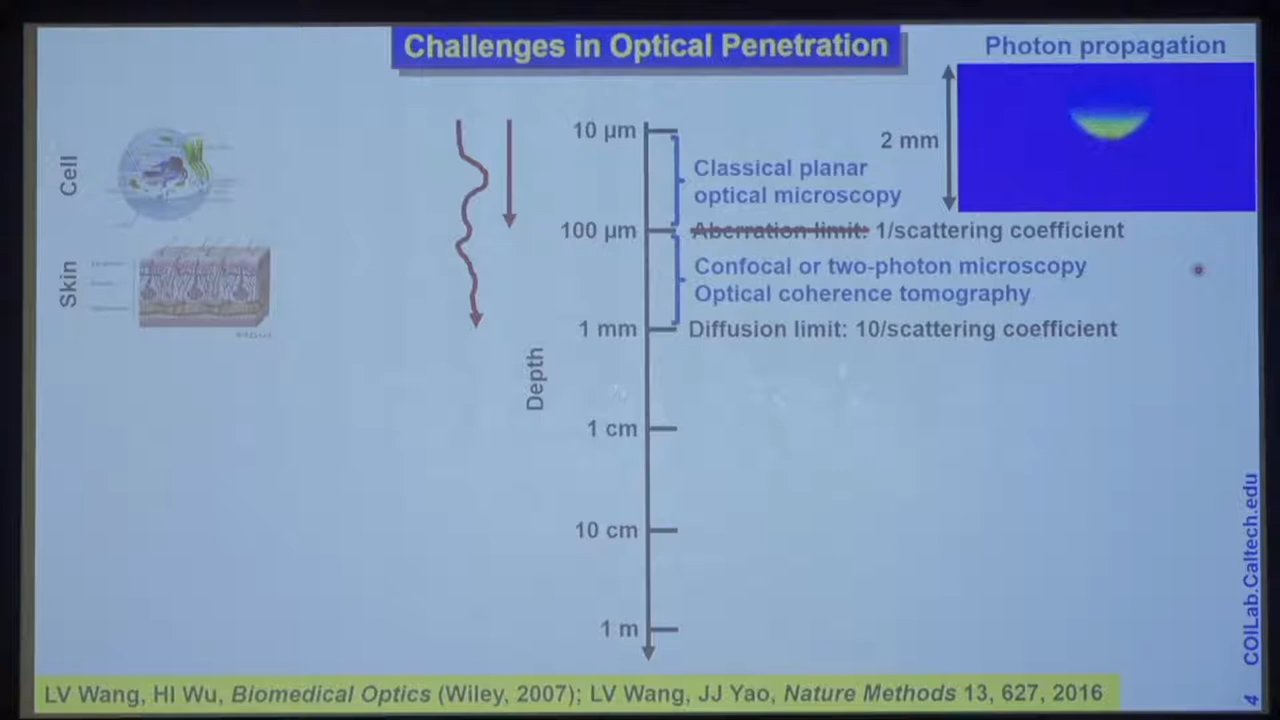 Challenges in Optical Penetration
Photon propagation
2 mm
Cell
Skin
10 µm
Classical planar
optical microscopy
100 µm
Aberration limit: 1/scattering coefficient
Confocal or two-photon microscopy
Optical coherence tomography
1 mm
Diffusion limit: 10/scattering coefficient
Depth
1 cm
10 cm
1 m
COILab.Caltech.edu
4
LV Wang, HI Wu, Biomedical Optics (Wiley, 2007); LV Wang, JJ Yao, Nature Methods 13, 627, 2016